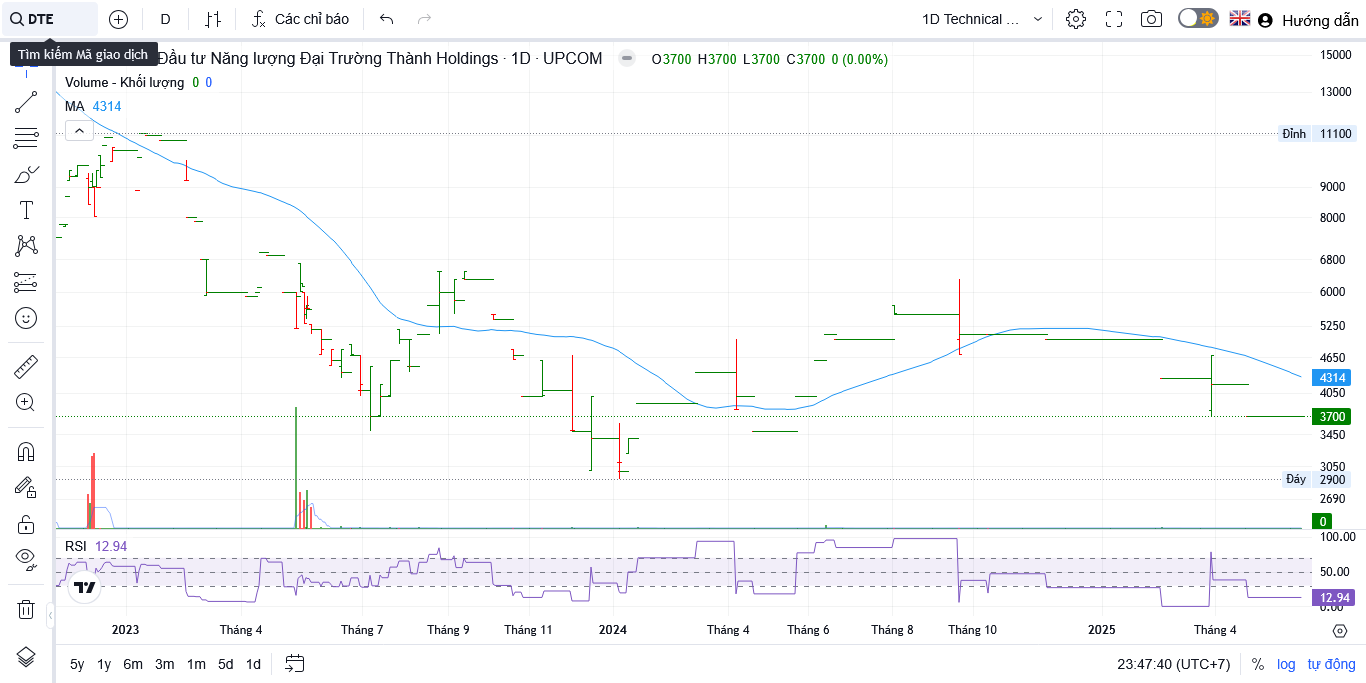 DTE
D
Các chỉ báo
1D Technical ...
Hướng dẫn
Tìm kiếm Mã giao dịch
Đầu tư Năng lượng Đại Trường Thành Holdings · 1D · UPCOM
O3700 H3700 L3700 C3700 0 (0.00%)
Volume - Khối lượng 0 0
MA 4314
15000
13000
Đỉnh 11100
9000
8000
6800
6000
5250
4650
4314
4050
3700
3450
3050
Đáy 2900
2690
0
RSI 12.94
100.00
50.00
12.94
0.00
2023 Tháng 4 Tháng 7 Tháng 9 Tháng 11 2024 Tháng 4 Tháng 6 Tháng 8 Tháng 10 2025 Tháng 4
5y 1y 6m 3m 1m 5d 1d
23:47:40 (UTC+7) % log tự động